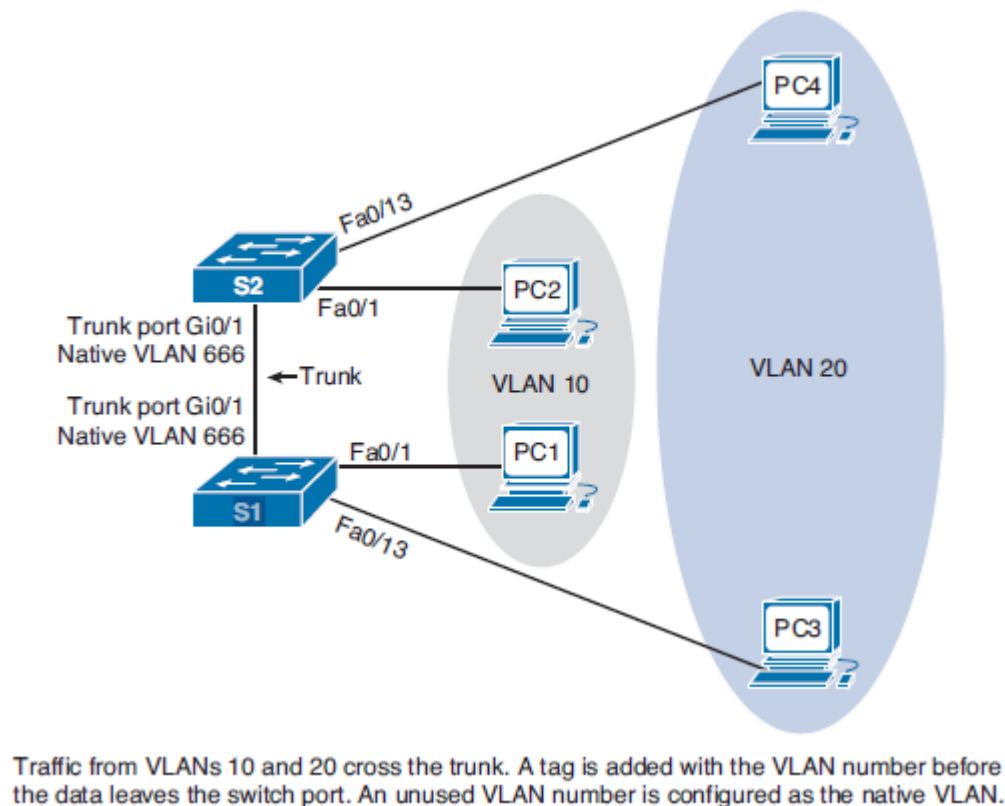 PC4
Fa0/13
S2
PC2
Fa0/1
Trunk port Gi0/1
Native VLAN 666
Trunk
VLAN 10
VLAN 20
Trunk port Gi0/1
Native VLAN 666
Fa0/1
PC1
S1
Fa0/13
PC3
Traffic from VLANs 10 and 20 cross the trunk. A tag is added with the VLAN number before
the data leaves the switch port. An unused VLAN number is configured as the native VLAN.